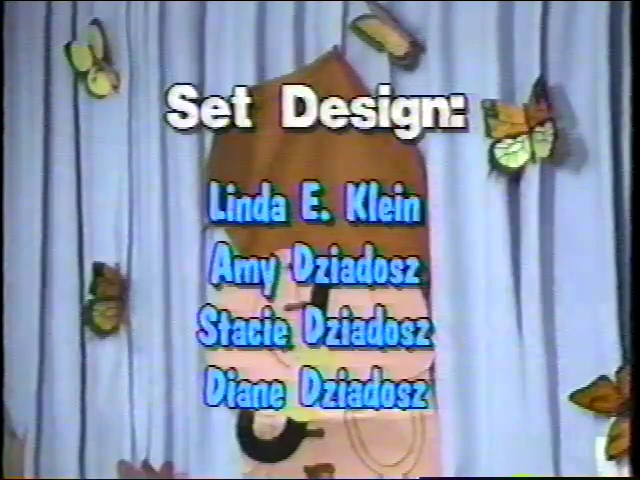 Set Design:
Linda E. Klein
Amy Dziadosz
Stacie Dziadosz
Diane Dziadosz